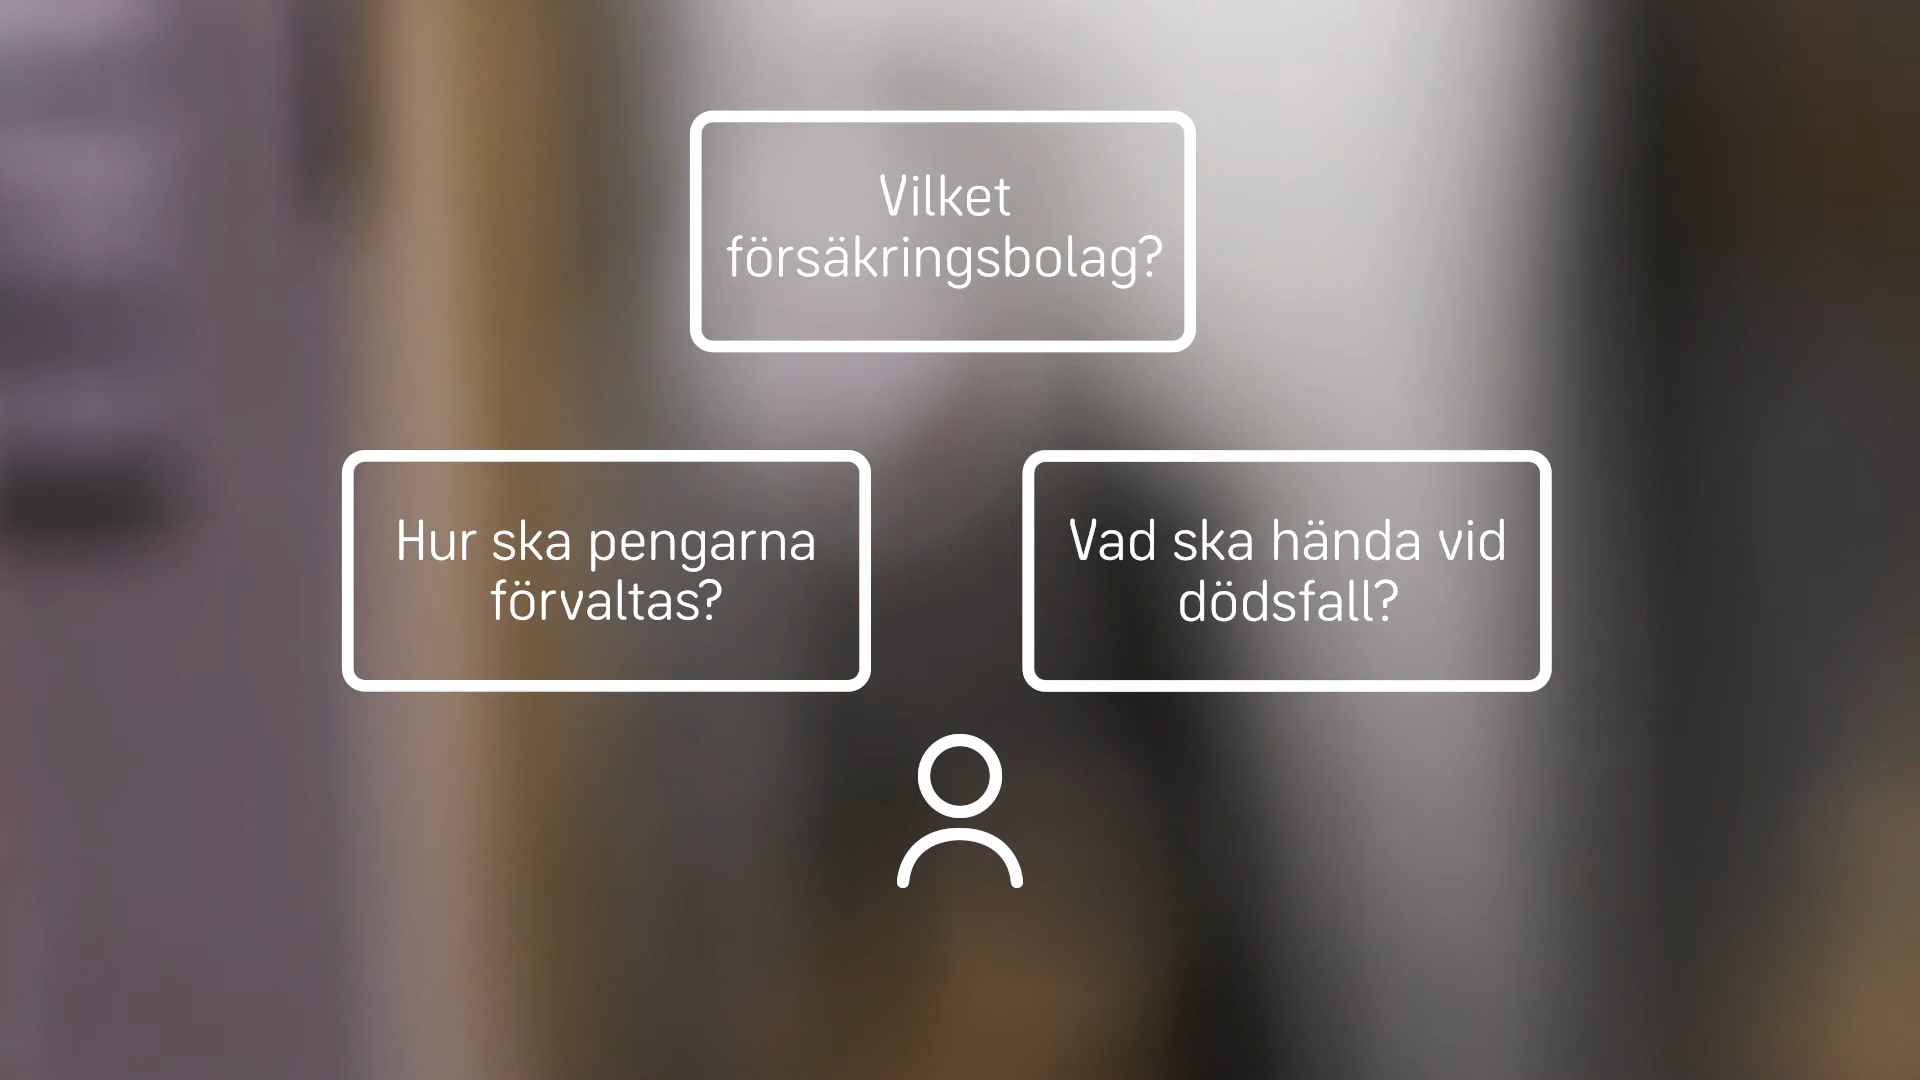 Vilket
försäkringsbolag?
Hur ska pengarna
förvaltas?
Vad ska hända vid
dödsfall?